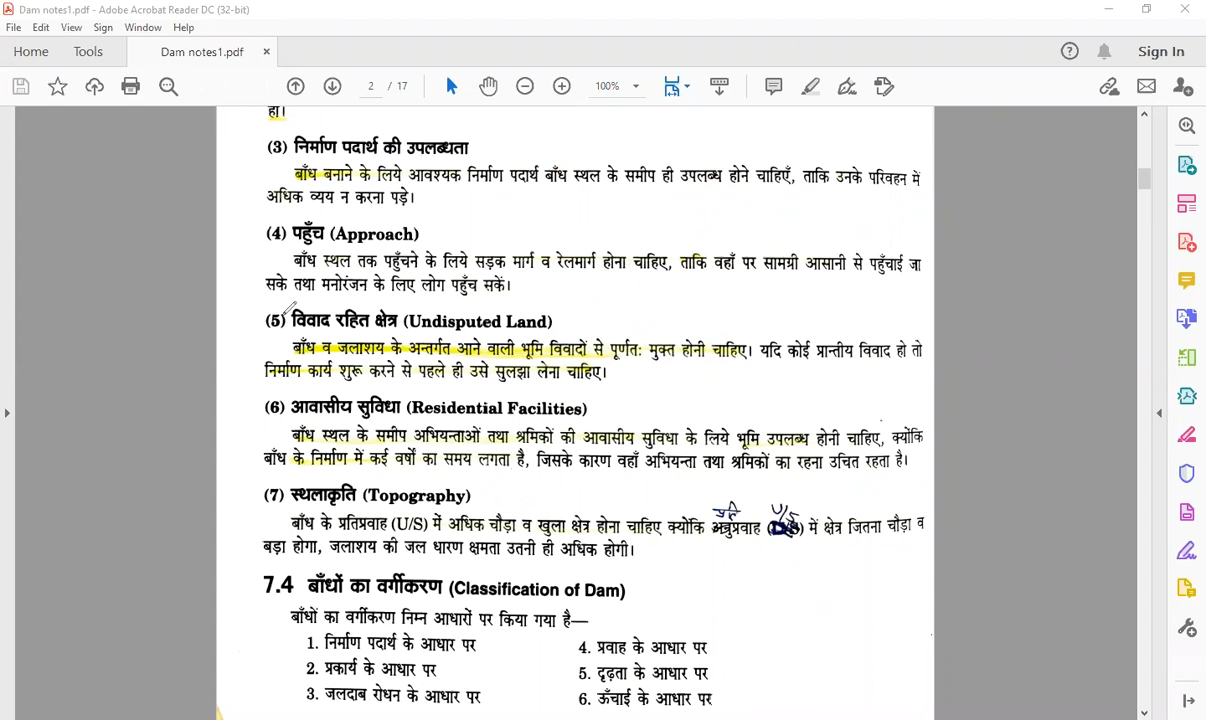 Dam notes1.pdf - Adobe Acrobat Reader DC (32-bit)
File Edit View Sign Window Help
Home Tools Dam notes1.pdf × Sign In
2 / 17 100%
हो।
(3) निर्माण पदार्थ की उपलब्धता
बाँध बनाने के लिये आवश्यक निर्माण पदार्थ बाँध स्थल के समीप ही उपलब्ध होने चाहिएँ, ताकि उनके परिवहन में
अधिक व्यय न करना पड़े।
(4) पहुँच (Approach)
बाँध स्थल तक पहुँचने के लिये सड़क मार्ग व रेलमार्ग होना चाहिए, ताकि वहाँ पर सामग्री आसानी से पहुँचाई जा
सके तथा मनोरंजन के लिए लोग पहुँच सकें।
(5) विवाद रहित क्षेत्र (Undisputed Land)
बाँध व जलाशय के अन्तर्गत आने वाली भूमि विवादों से पूर्णतः मुक्त होनी चाहिए। यदि कोई प्रान्तीय विवाद हो तो
निर्माण कार्य शुरू करने से पहले ही उसे सुलझा लेना चाहिए।
(6) आवासीय सुविधा (Residential Facilities)
बाँध स्थल के समीप अभियन्ताओं तथा श्रमिकों की आवासीय सुविधा के लिये भूमि उपलब्ध होनी चाहिए, क्योंकि
बाँध के निर्माण में कई वर्षों का समय लगता है, जिसके कारण वहाँ अभियन्ता तथा श्रमिकों का रहना उचित रहता है।
(7) स्थलाकृति (Topography)
प्रति U/S
बाँध के प्रतिप्रवाह (U/S) में अधिक चौड़ा व खुला क्षेत्र होना चाहिए क्योंकि अनुप्रवाह (D/S) में क्षेत्र जितना चौड़ा व
बड़ा होगा, जलाशय की जल धारण क्षमता उतनी ही अधिक होगी।
7.4 बाँधों का वर्गीकरण (Classification of Dam)
बाँधों का वर्गीकरण निम्न आधारों पर किया गया है—
1. निर्माण पदार्थ के आधार पर 4. प्रवाह के आधार पर
2. प्रकार्य के आधार पर 5. दृढ़ता के आधार पर
3. जलदाब रोधन के आधार पर 6. ऊँचाई के आधार पर